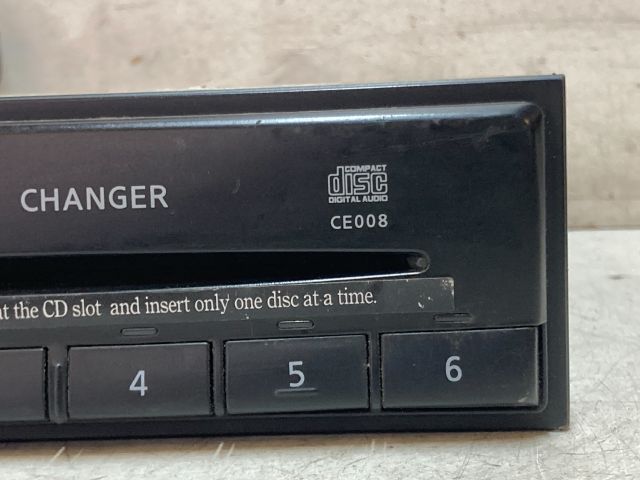 CHANGER
COMPACT
disc
DIGITAL AUDIO
CE008
at the CD slot and insert only one disc at a time.
4
5
6